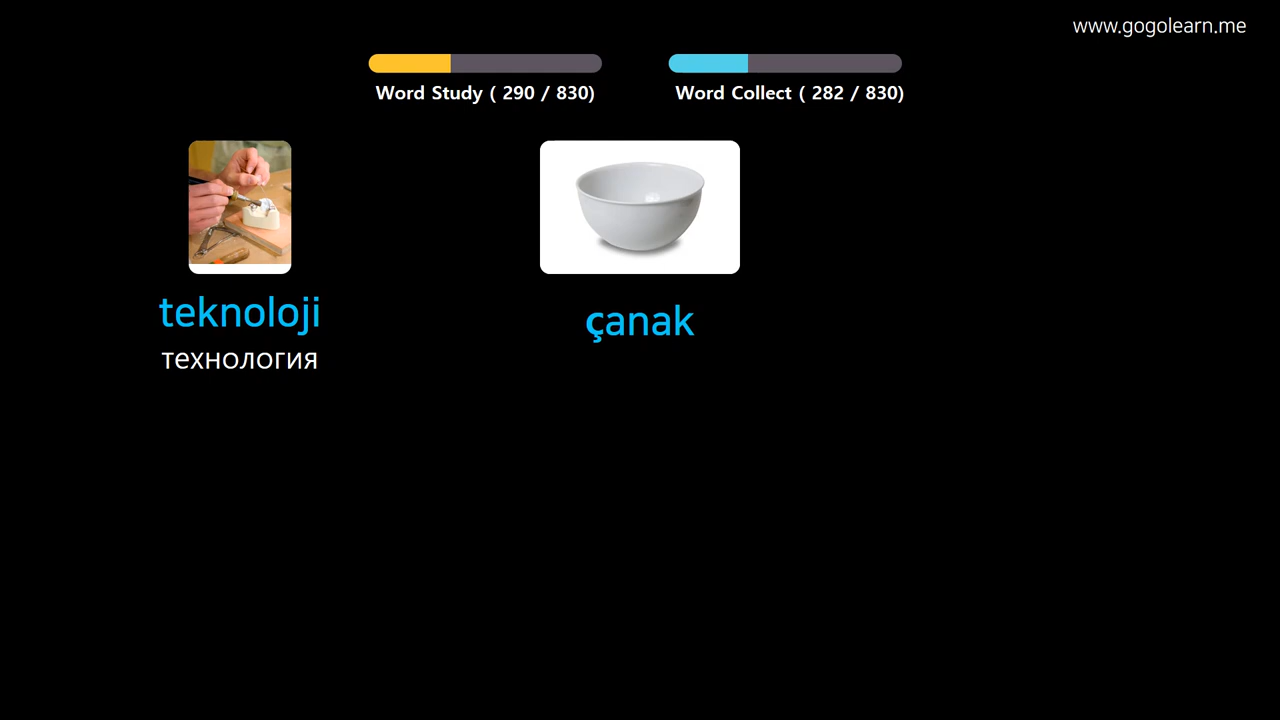 www.gogolearn.me
Word Study ( 290 / 830)
Word Collect ( 282 / 830)
teknoloji
технология
çanak